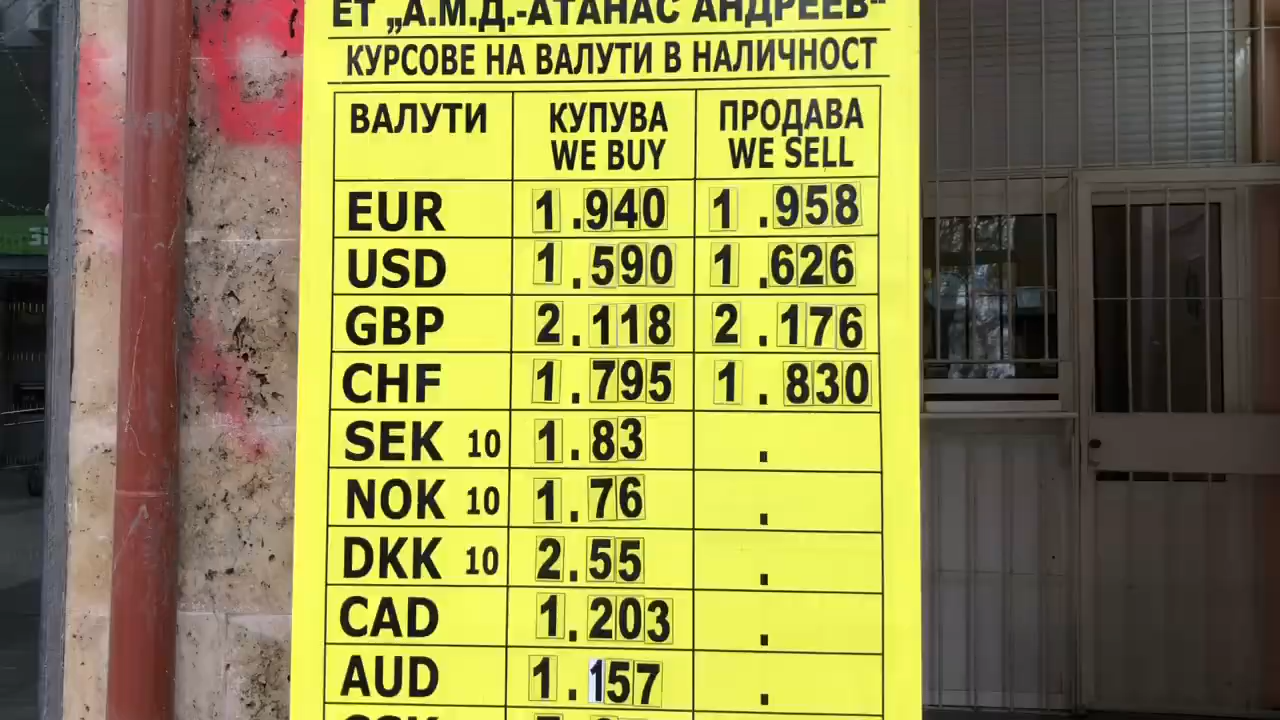 ЕТ „А.М.Д.-АТАНАС АНДРЕЕВ"
КУРСОВЕ НА ВАЛУТИ В НАЛИЧНОСТ
ВАЛУТИ КУПУВА ПРОДАВА
WE BUY WE SELL
EUR 1.940 1.958
USD 1.590 1.626
GBP 2.118 2.176
CHF 1.795 1.830
SEK 10 1.83 .
NOK 10 1.76 .
DKK 10 2.55 .
CAD 1.203 .
AUD 1.157 .